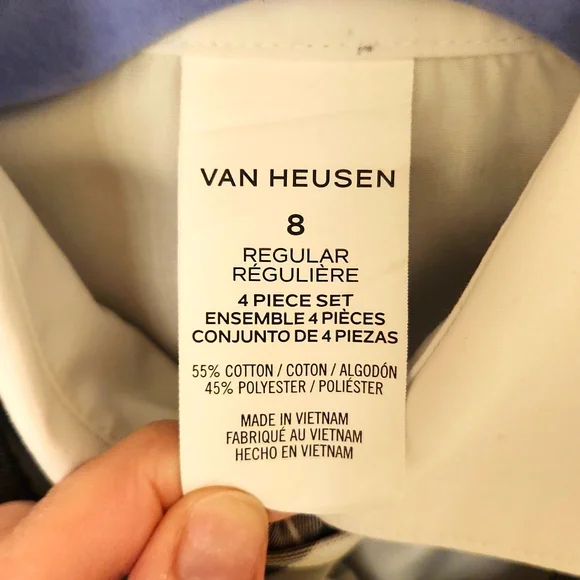 VAN HEUSEN
8
REGULAR
RÉGULIÈRE
4 PIECE SET
ENSEMBLE 4 PIÈCES
CONJUNTO DE 4 PIEZAS
55% COTTON / COTON / ALGODÓN
45% POLYESTER / POLIÉSTER
MADE IN VIETNAM
FABRIQUÉ AU VIETNAM
HECHO EN VIETNAM